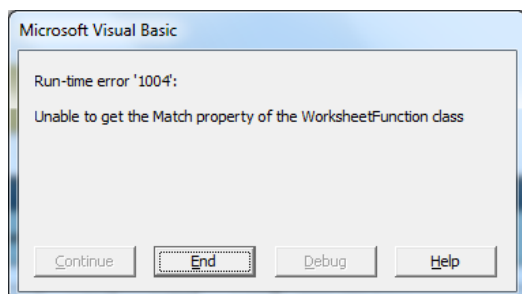 Microsoft Visual Basic
Run-time error '1004':
Unable to get the Match property of the WorksheetFunction class
Continue End Debug Help